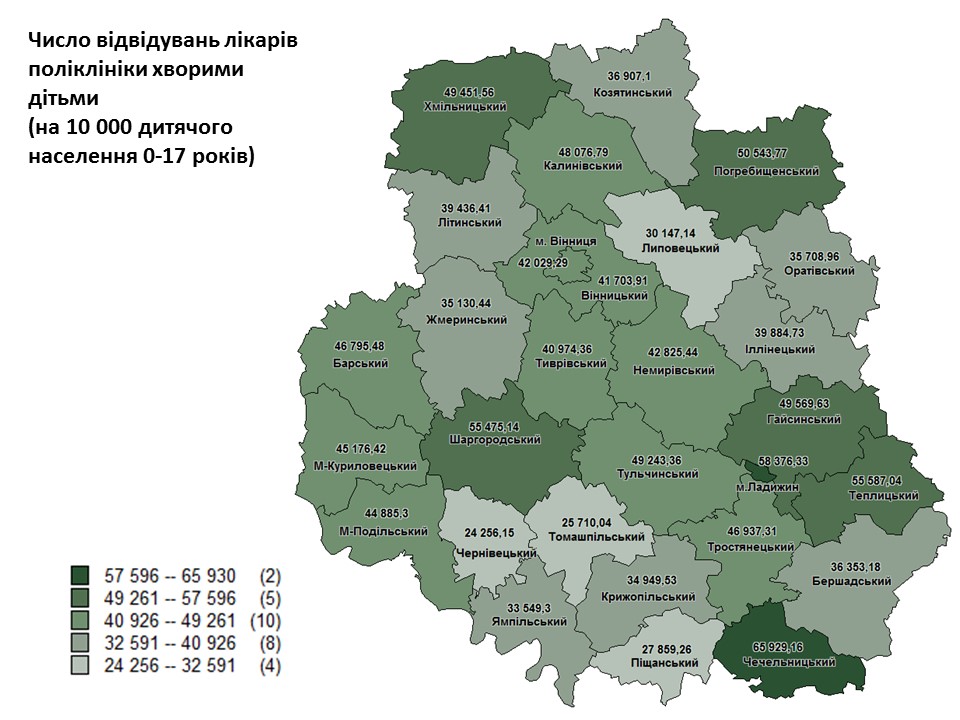 Число відвідувань лікарів
поліклініки хворими
дітьми
(на 10 000 дитячого
населення 0-17 років)
36 907,1
Козятинський
49 451,56
Хмільницький
48 076,79
Калинівський
50 543,77
Погребищенський
39 436,41
Літинський
30 147,14
Липовецький
м. Вінниця
42 029,29
35 708,96
Оратівський
41 703,91
Вінницький
35 130,44
Жмеринський
39 884,73
Іллінецький
46 795,48
Барський
40 974,36
Тиврівський
42 825,44
Немирівський
49 569,63
Гайсинський
55 475,14
Шаргородський
45 176,42
М-Куриловецький
49 243,36
Тульчинський
58 376,33
м.Ладижин
55 587,04
Теплицький
44 885,3
М-Подільський
24 256,15
Чернівецький
25 710,04
Томашпільський
46 937,31
Тростянецький
36 353,18
Бершадський
34 949,53
Крижопільський
33 549,3
Ямпільський
27 859,26
Піщанський
65 929,16
Чечельницький
57 596 -- 65 930 (2)
49 261 -- 57 596 (5)
40 926 -- 49 261 (10)
32 591 -- 40 926 (8)
24 256 -- 32 591 (4)